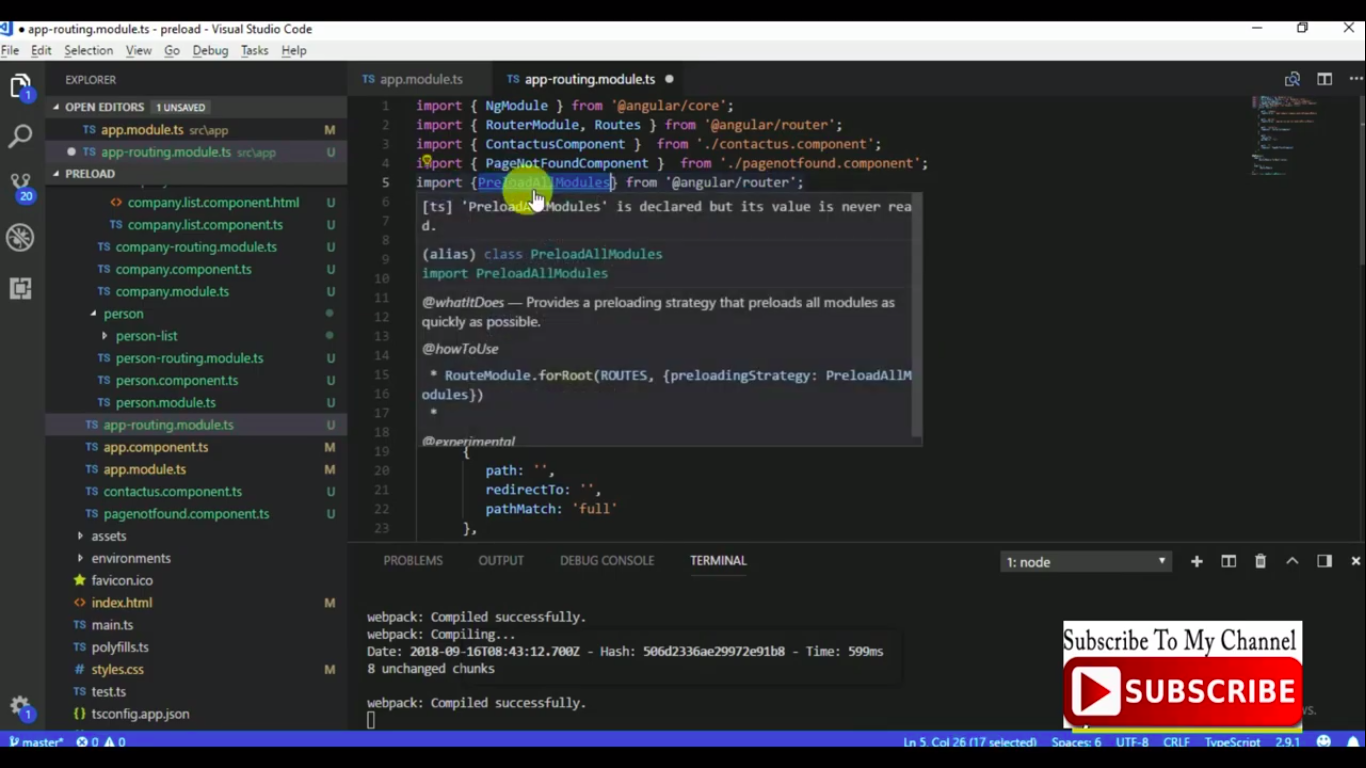 ● app-routing.module.ts - preload - Visual Studio Code
File Edit Selection View Go Debug Tasks Help
EXPLORER
OPEN EDITORS 1 UNSAVED
TS app.module.ts src\app M
● TS app-routing.module.ts src\app U
PRELOAD
company.list.component.html U
TS company.list.component.ts U
TS company-routing.module.ts U
TS company.component.ts U
TS company.module.ts U
person
person-list
TS person-routing.module.ts U
TS person.component.ts U
TS person.module.ts U
TS app-routing.module.ts U
TS app.component.ts M
TS app.module.ts M
TS contactus.component.ts U
TS pagenotfound.component.ts U
assets
environments
favicon.ico
<> index.html M
TS main.ts
TS polyfills.ts
# styles.css M
TS test.ts
{} tsconfig.app.json
1
20
1
TS app.module.ts
TS app-routing.module.ts ●
1 import { NgModule } from '@angular/core';
2 import { RouterModule, Routes } from '@angular/router';
3 import { ContactusComponent } from './contactus.component';
4 import { PageNotFoundComponent } from './pagenotfound.component';
5 import {PreloadAllModules} from '@angular/router';
6
7
8
9
10
11
12
13
14
15
16
17
18
[ts] 'PreloadAllModules' is declared but its value is never rea
d.
(alias) class PreloadAllModules
import PreloadAllModules
@whatItDoes — Provides a preloading strategy that preloads all modules as
quickly as possible.
@howToUse
* RouteModule.forRoot(ROUTES, {preloadingStrategy: PreloadAllM
odules})
*
@experimental
19 {
20 path: '',
21 redirectTo: '',
22 pathMatch: 'full'
23 },
PROBLEMS OUTPUT DEBUG CONSOLE TERMINAL
1: node
webpack: Compiled successfully.
webpack: Compiling...
Date: 2018-09-16T08:43:12.700Z - Hash: 506d2336ae29972e91b8 - Time: 599ms
8 unchanged chunks
webpack: Compiled successfully.
Subscribe To My Channel
SUBSCRIBE
master* 0 0
Ln 5, Col 26 (17 selected) Spaces: 6 UTF-8 CRLF TypeScript 2.9.1